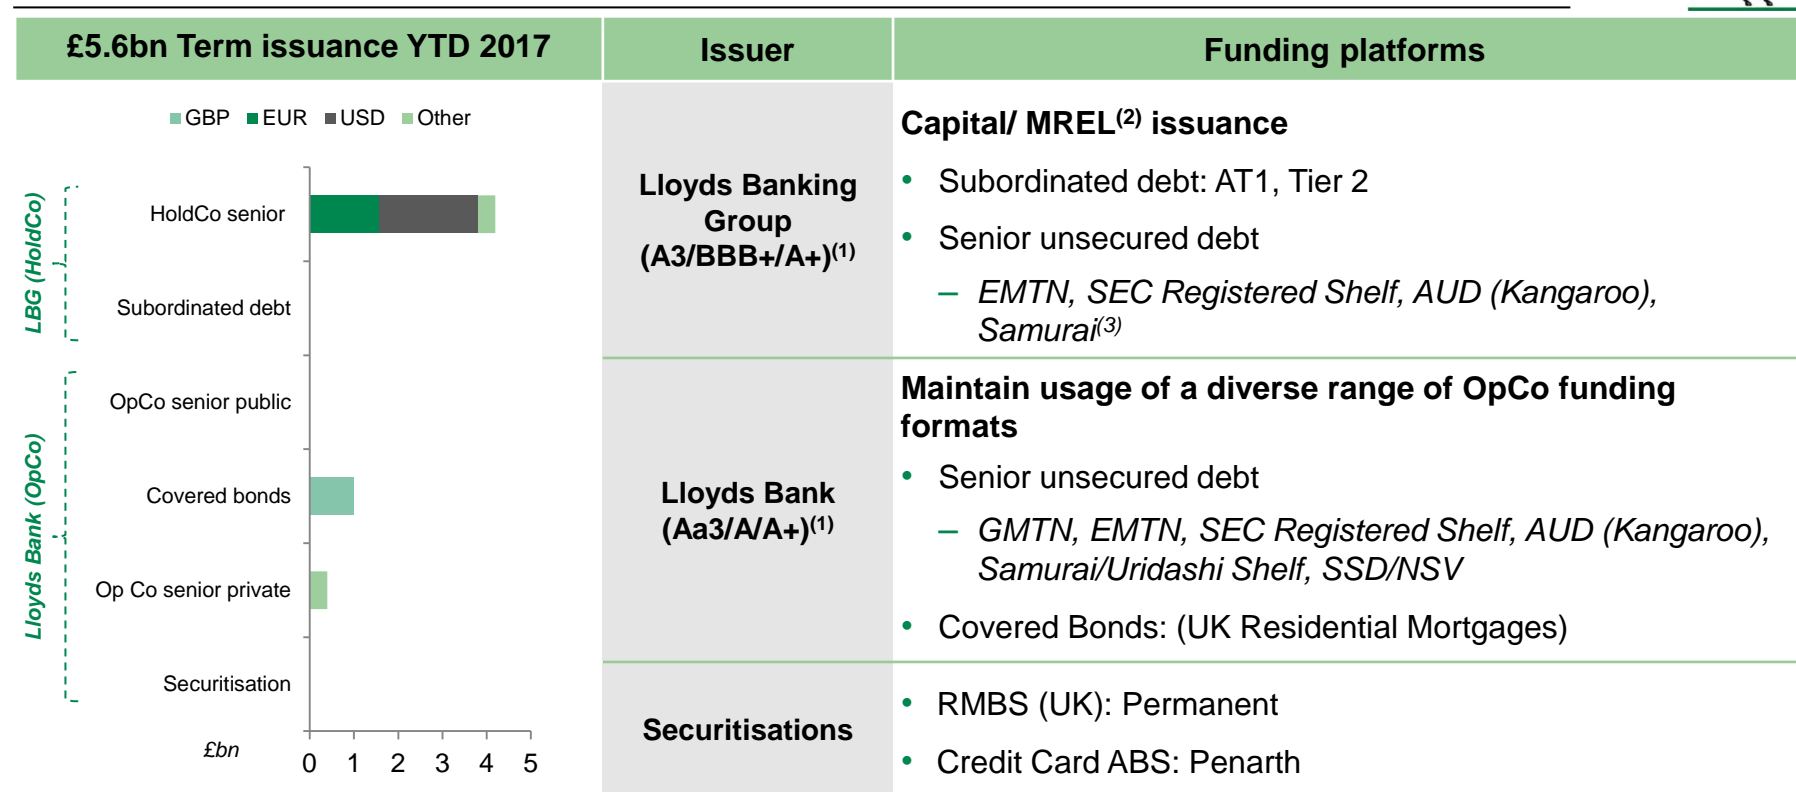 £5.6bn Term issuance YTD 2017
Issuer
Funding platforms
GBP EUR USD Other
LBG (HoldCo)
HoldCo senior
Subordinated debt
Lloyds Bank (OpCo)
OpCo senior public
Covered bonds
Op Co senior private
Securitisation
£bn
0 1 2 3 4 5
Lloyds Banking
Group
(A3/BBB+/A+)(1)
Capital/ MREL(2) issuance
• Subordinated debt: AT1, Tier 2
• Senior unsecured debt
– EMTN, SEC Registered Shelf, AUD (Kangaroo),
Samurai(3)
Lloyds Bank
(Aa3/A/A+)(1)
Maintain usage of a diverse range of OpCo funding
formats
• Senior unsecured debt
– GMTN, EMTN, SEC Registered Shelf, AUD (Kangaroo),
Samurai/Uridashi Shelf, SSD/NSV
• Covered Bonds: (UK Residential Mortgages)
Securitisations
• RMBS (UK): Permanent
• Credit Card ABS: Penarth